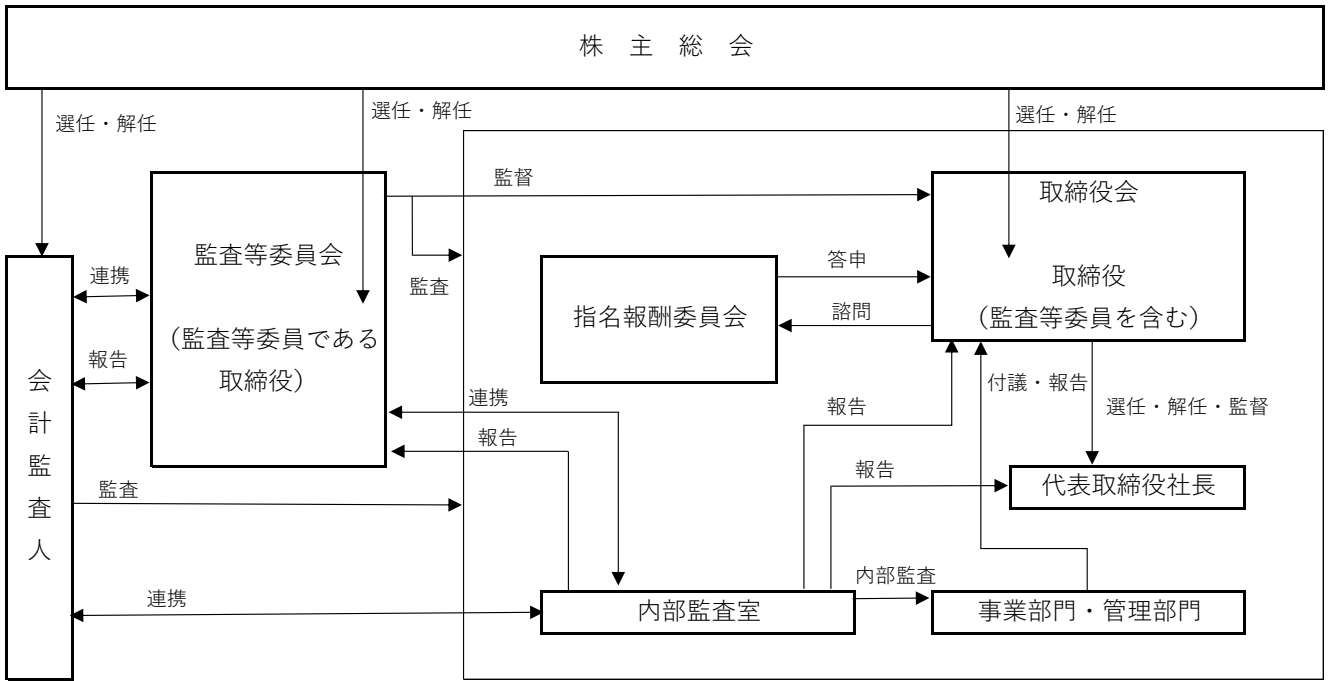 株 主 総 会
選任・解任
選任・解任
選任・解任
監督
取締役会
監査等委員会
(監査等委員である
取締役)
監査
連携
報告
指名報酬委員会
答申
諮問
取締役
(監査等委員を含む)
会計監査人
連携
報告
報告
付議・報告
選任・解任・監督
報告
代表取締役社長
監査
内部監査
連携
内部監査室
事業部門・管理部門